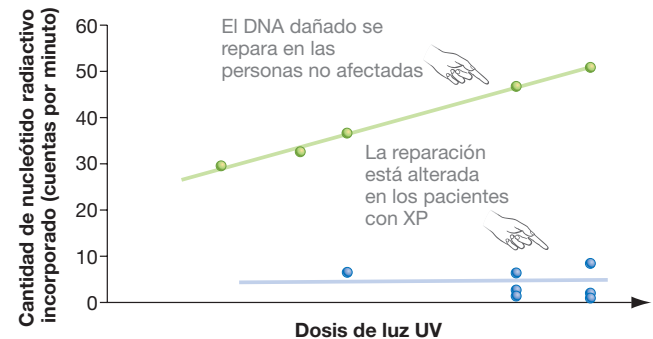 Cantidad de nucleótido radiactivo
incorporado (cuentas por minuto)
60
50
40
30
20
10
0
El DNA dañado se
repara en las
personas no afectadas
La reparación
está alterada
en los pacientes
con XP
Dosis de luz UV